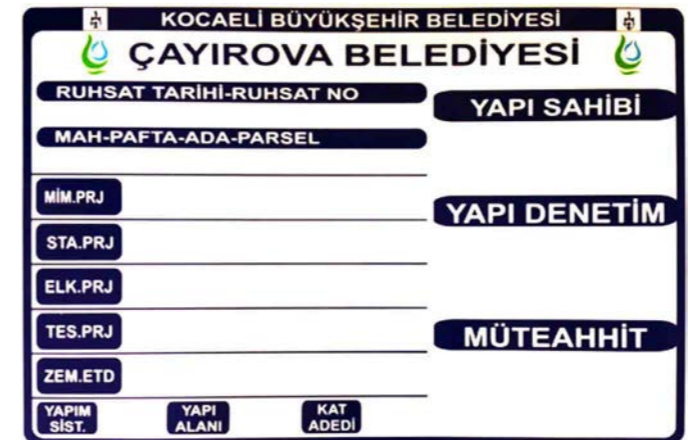 KOCAELİ BÜYÜKŞEHİR BELEDİYESİ
ÇAYIROVA BELEDİYESİ
RUHSAT TARİHİ-RUHSAT NO
YAPI SAHİBİ
MAH-PAFTA-ADA-PARSEL
MİM.PRJ
YAPI DENETİM
STA.PRJ
ELK.PRJ
TES.PRJ
MÜTEAHHİT
ZEM.ETD
YAPIM SİST.
YAPI ALANI
KAT ADEDİ